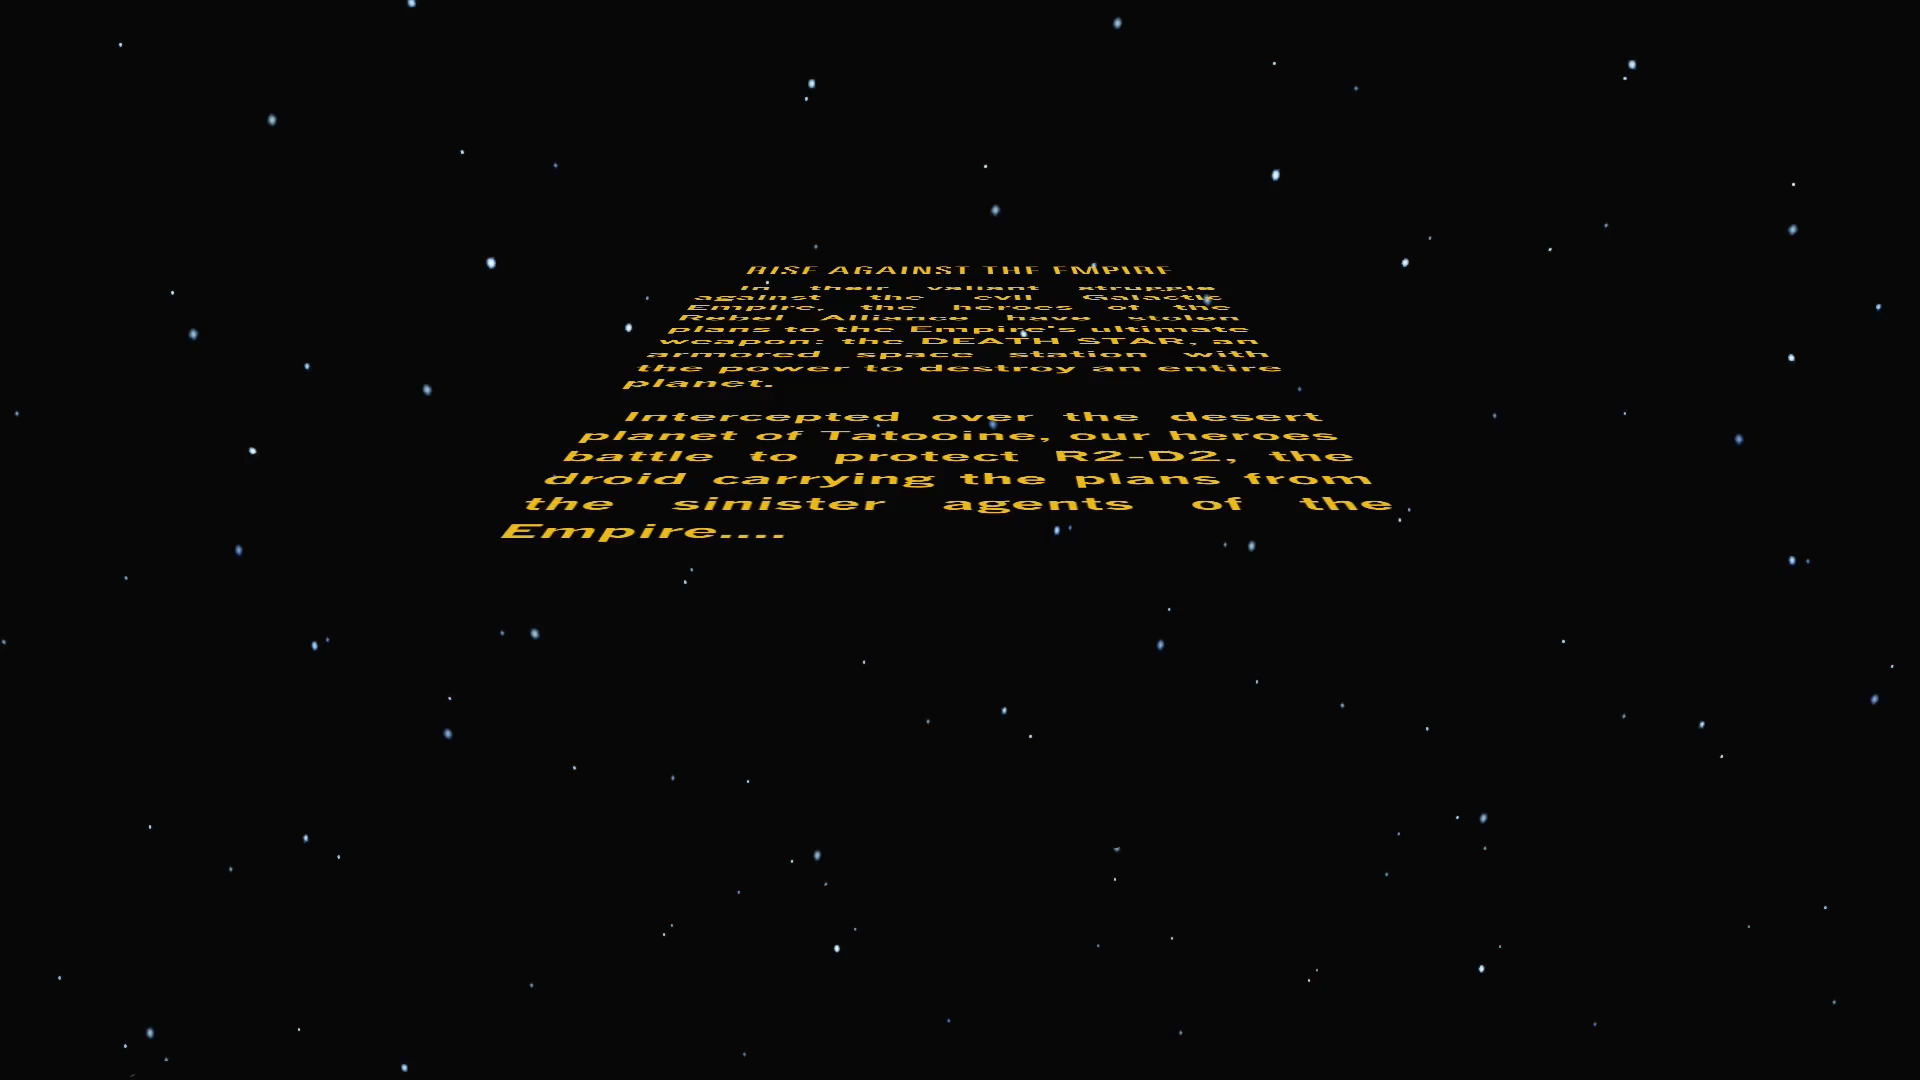 RISE AGAINST THE EMPIRE
In their valiant struggle
against the evil Galactic
Empire, the heroes of the
Rebel Alliance have stolen
plans to the Empire's ultimate
weapon: the DEATH STAR, an
armored space station with
the power to destroy an entire
planet.
Intercepted over the desert
planet of Tatooine, our heroes
battle to protect R2-D2, the
droid carrying the plans from
the sinister agents of the
Empire....